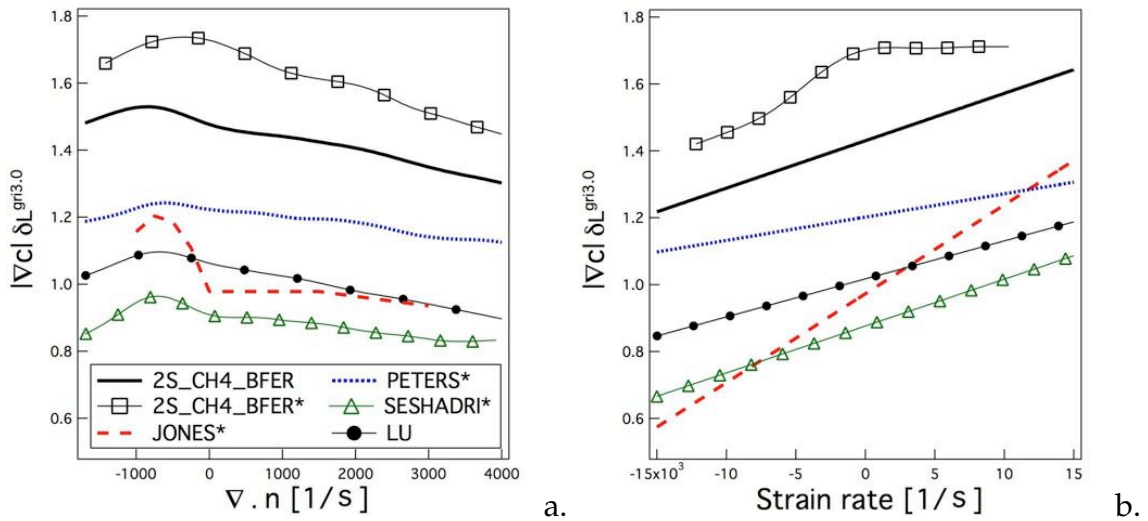 1.8
1.6
1.4
1.2
1.0
0.8
0.6
|∇c| δL^gri3.0
2S_CH4_BFER
2S_CH4_BFER*
JONES*
PETERS*
SESHADRI*
LU
-1000 0 1000 2000 3000 4000
∇ . n [1/s]
a.
1.8
1.6
1.4
1.2
1.0
0.8
0.6
|∇c| δL^gri3.0
-15x10³ -10 -5 0 5 10 15
Strain rate [1/s]
b.